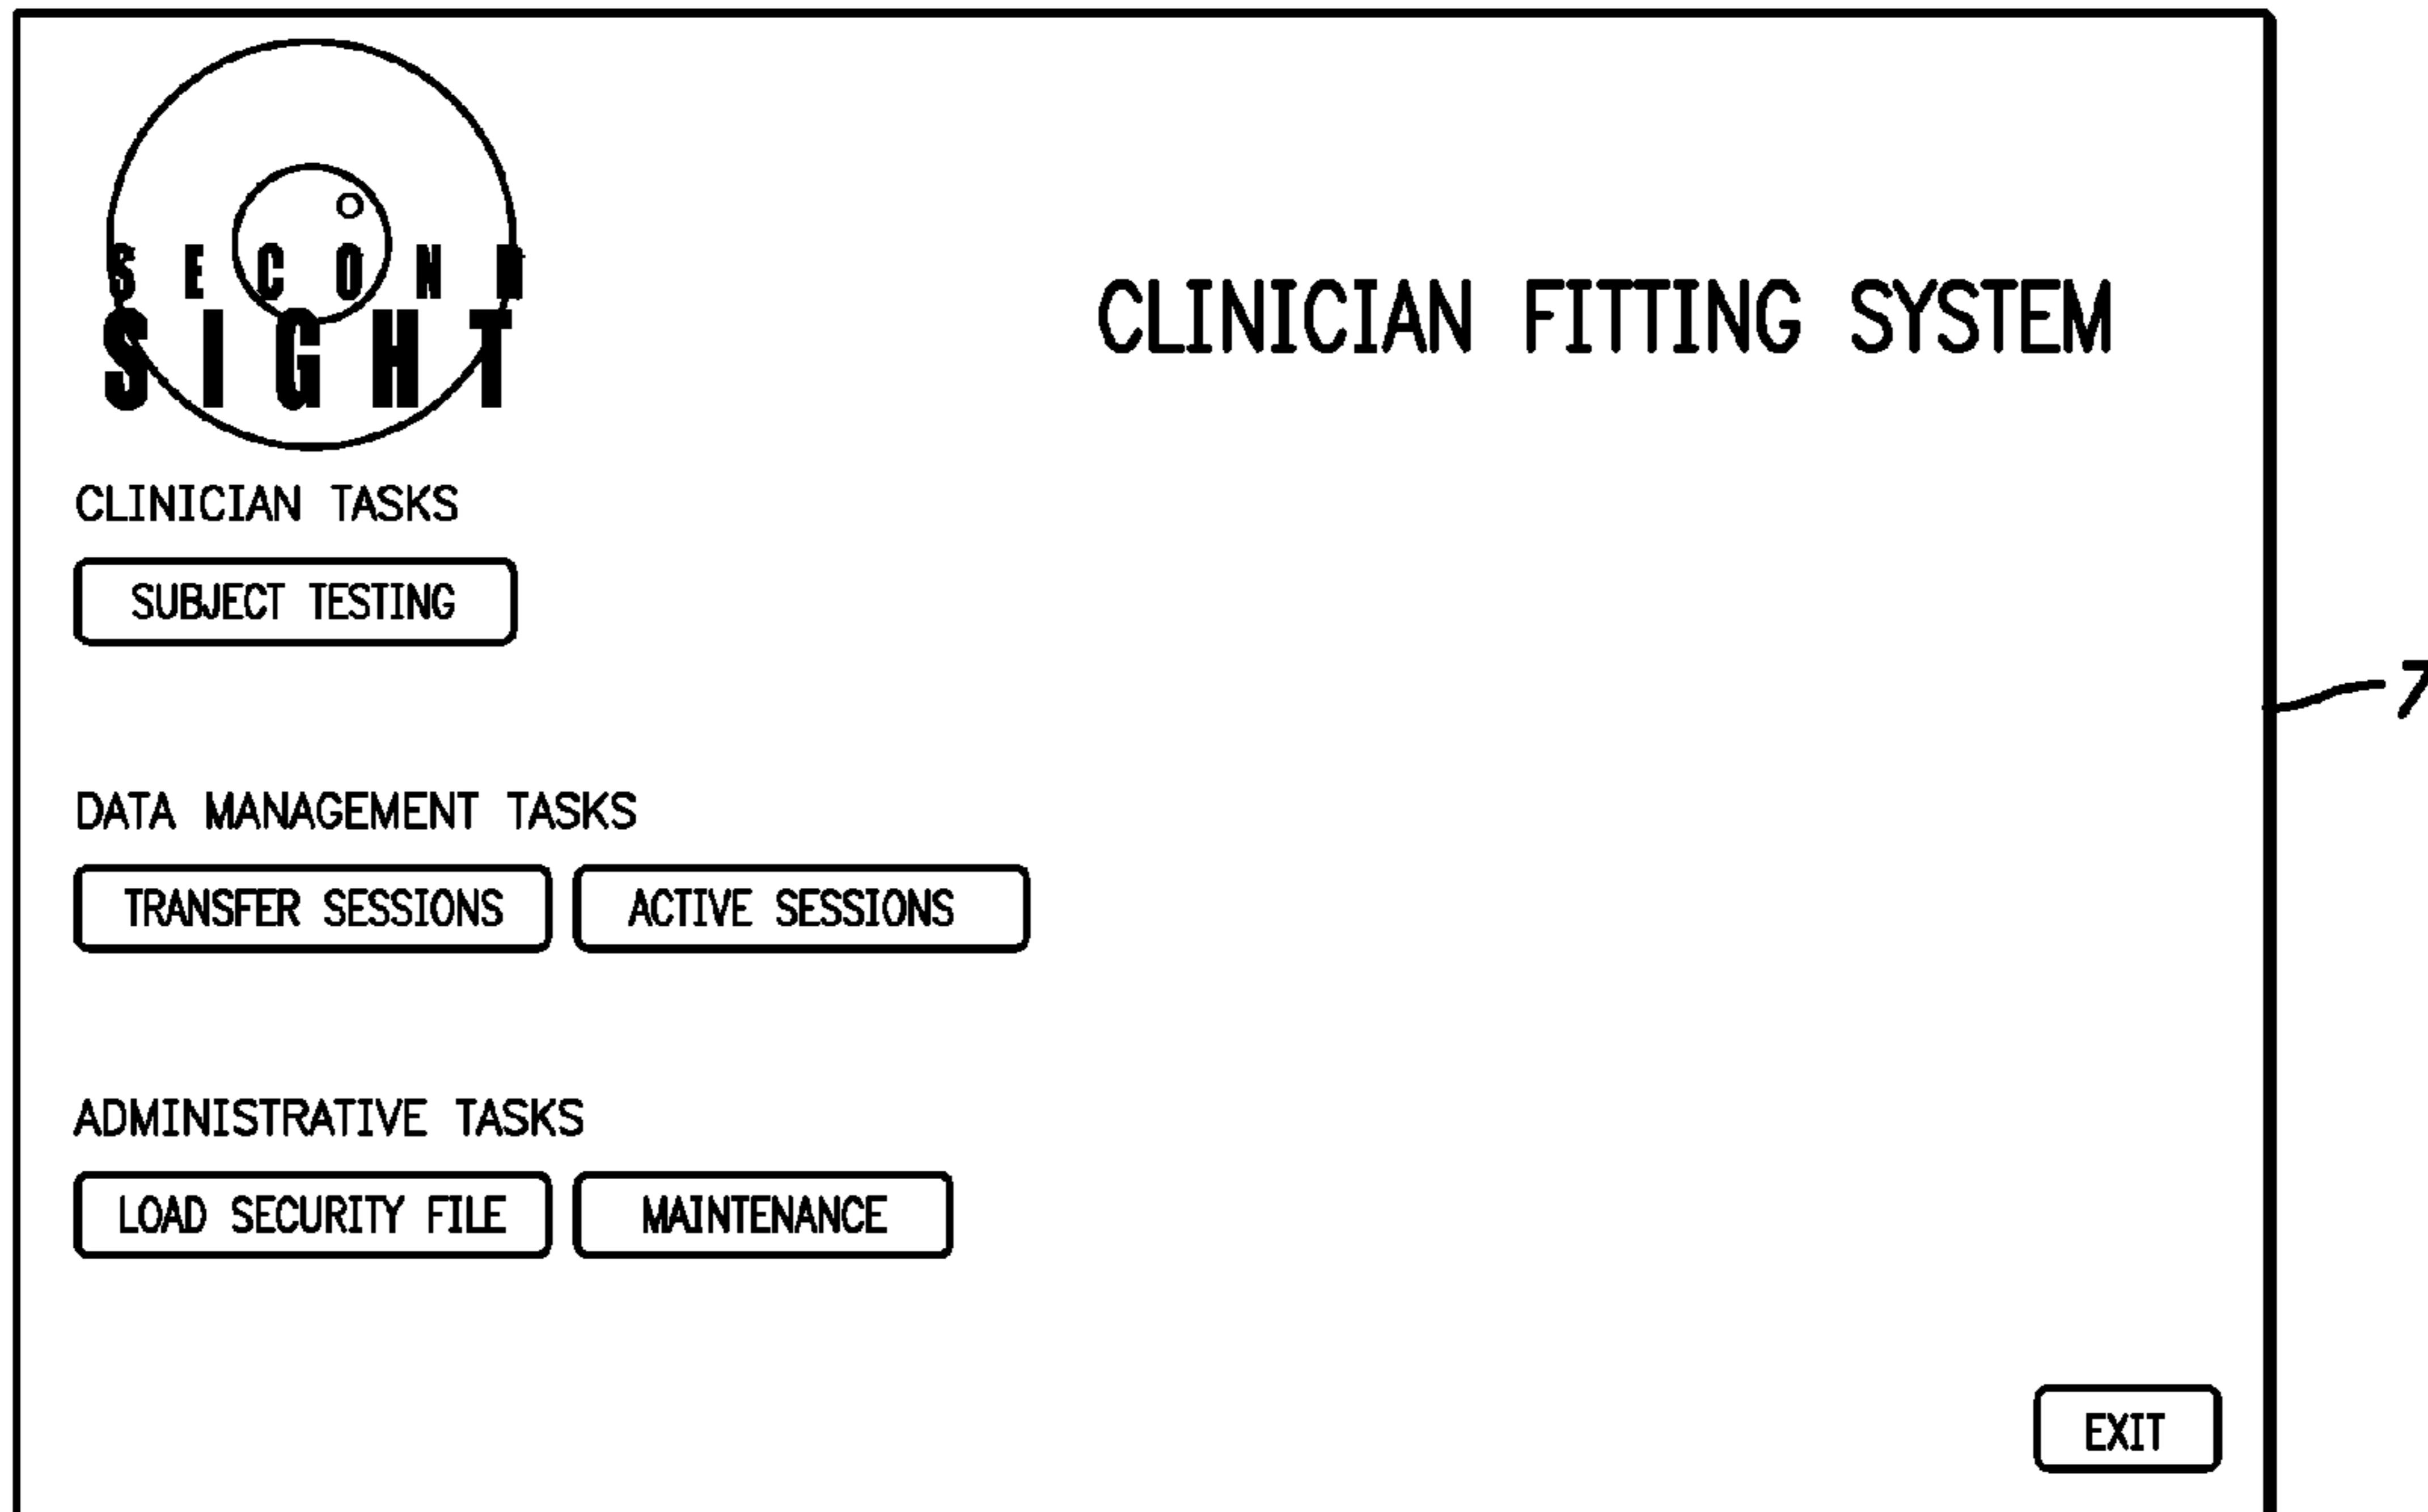 SECOND
SIGHT
CLINICIAN FITTING SYSTEM
CLINICIAN TASKS
SUBJECT TESTING
7
DATA MANAGEMENT TASKS
TRANSFER SESSIONS ACTIVE SESSIONS
ADMINISTRATIVE TASKS
LOAD SECURITY FILE MAINTENANCE
EXIT